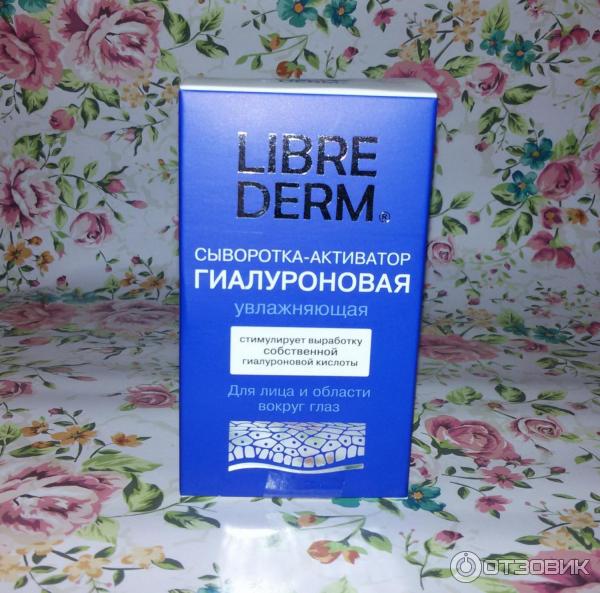 LIBRE
DERM®
СЫВОРОТКА-АКТИВАТОР
ГИАЛУРОНОВАЯ
увлажняющая
стимулирует выработку
собственной
гиалуроновой кислоты
Для лица и области
вокруг глаз
ОТЗОВИК